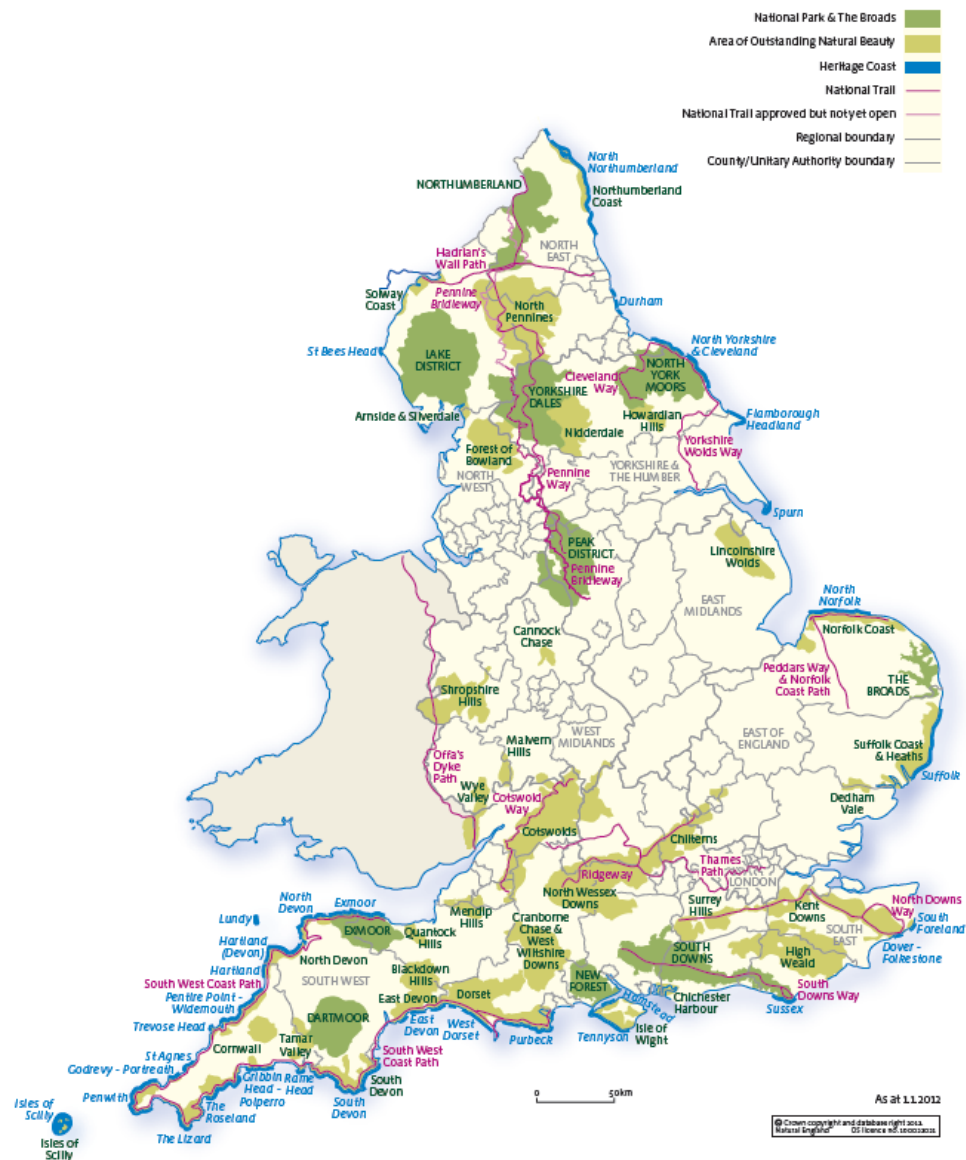 National Park & The Broads
Area of Outstanding Natural Beauty
Heritage Coast
National Trail
National Trail approved but not yet open
Regional boundary
County/Unitary Authority boundary
North
Northumberland
NORTHUMBERLAND
Northumberland
Coast
NORTH
EAST
Hadrian's
Wall Path
Solway
Coast
Pennine
Bridleway
North
Pennines
Durham
St Bees Head
LAKE
DISTRICT
North Yorkshire
& Cleveland
NORTH
YORK
MOORS
Cleveland
Way
YORKSHIRE
DALES
Arnside & Silverdale
Howardian
Hills
Flamborough
Headland
Nidderdale
Yorkshire
Wolds Way
Forest of
Bowland
NORTH
WEST
Pennine
Way
YORKSHIRE &
THE HUMBER
Spurn
PEAK
DISTRICT
Pennine
Bridleway
Lincolnshire
Wolds
EAST
MIDLANDS
North
Norfolk
Norfolk Coast
Cannock
Chase
Peddars Way
& Norfolk
Coast Path
THE
BROADS
Shropshire
Hills
WEST
MIDLANDS
EAST OF
ENGLAND
Malvern
Hills
Suffolk Coast
& Heaths
Suffolk
Offa's
Dyke
Path
Wye
Valley
Cotswold
Way
Dedham
Vale
Cotswolds
Chilterns
Thames
Path
LONDON
Ridgeway
North Wessex
Downs
Surrey
Hills
Kent
Downs
North Downs
Way
South
Foreland
SOUTH
EAST
Dover -
Folkestone
North
Devon
Exmoor
Lundy
EXMOOR
Mendip
Hills
Quantock
Hills
Cranborne
Chase &
West
Wiltshire
Downs
SOUTH
DOWNS
High
Weald
Hartland
(Devon)
North Devon
Hartland
SOUTH WEST
South West Coast Path
Blackdown
Hills
NEW
FOREST
South
Downs Way
Pentire Point -
Widemouth
East Devon
Dorset
Hamstead
Chichester
Harbour
Sussex
Trevose Head
DARTMOOR
East
Devon
West
Dorset
Purbeck
Tennyson
Isle of
Wight
Cornwall
Tamar
Valley
South West
Coast Path
St Agnes
Godrevy - Portreath
Gribbin
Head -
Polperro
Rame
Head
South
Devon
South
Devon
Penwith
The
Roseland
The Lizard
Isles of
Scilly
Isles of
Scilly
0 50km
As at 1.1.2012
© Crown copyright and database right 2012.
Natural England OS licence no. 100022021